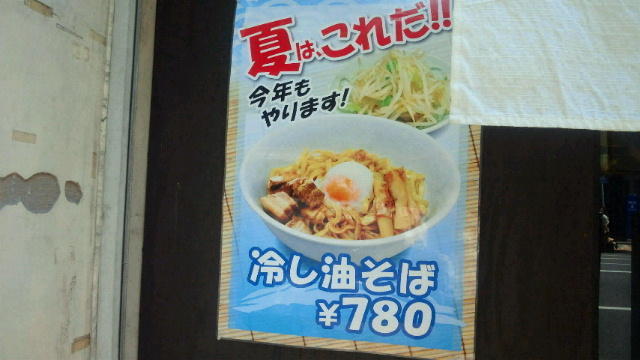 夏は、これだ!!
今年も
やります!
冷し油そば
¥780